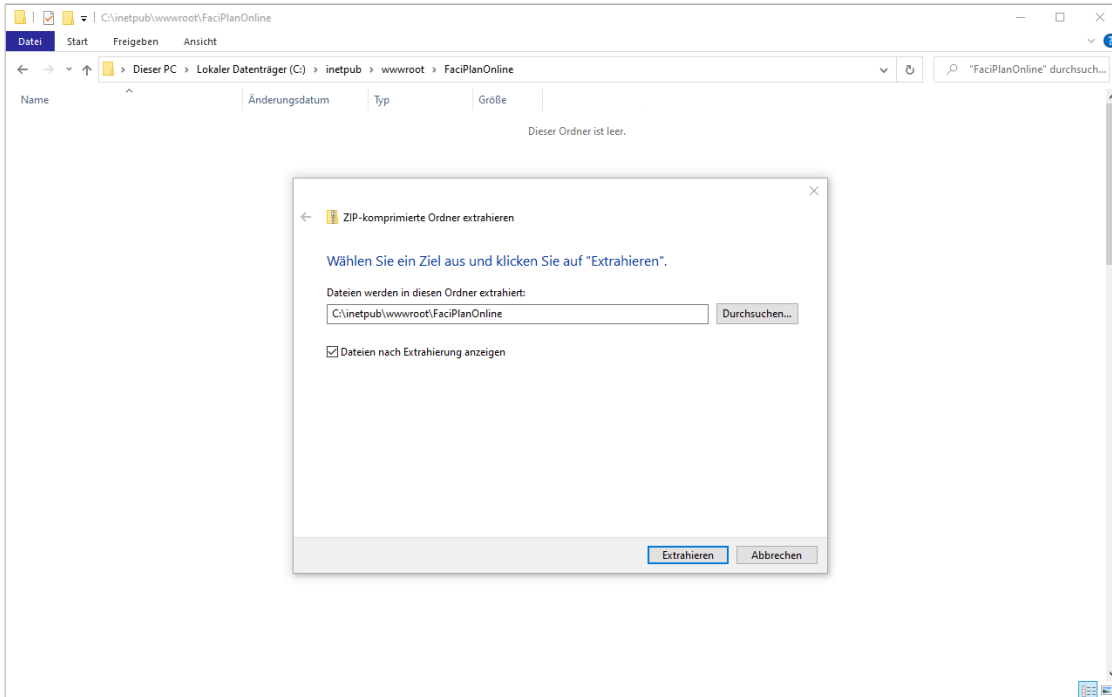 C:\inetpub\wwwroot\FaciPlanOnline
Datei Start Freigeben Ansicht
Dieser PC > Lokaler Datenträger (C:) > inetpub > wwwroot > FaciPlanOnline "FaciPlanOnline" durchsuch...
Name Änderungsdatum Typ Größe
Dieser Ordner ist leer.
ZIP-komprimierte Ordner extrahieren
Wählen Sie ein Ziel aus und klicken Sie auf "Extrahieren".
Dateien werden in diesen Ordner extrahiert:
C:\inetpub\wwwroot\FaciPlanOnline Durchsuchen...
Dateien nach Extrahierung anzeigen
Extrahieren Abbrechen